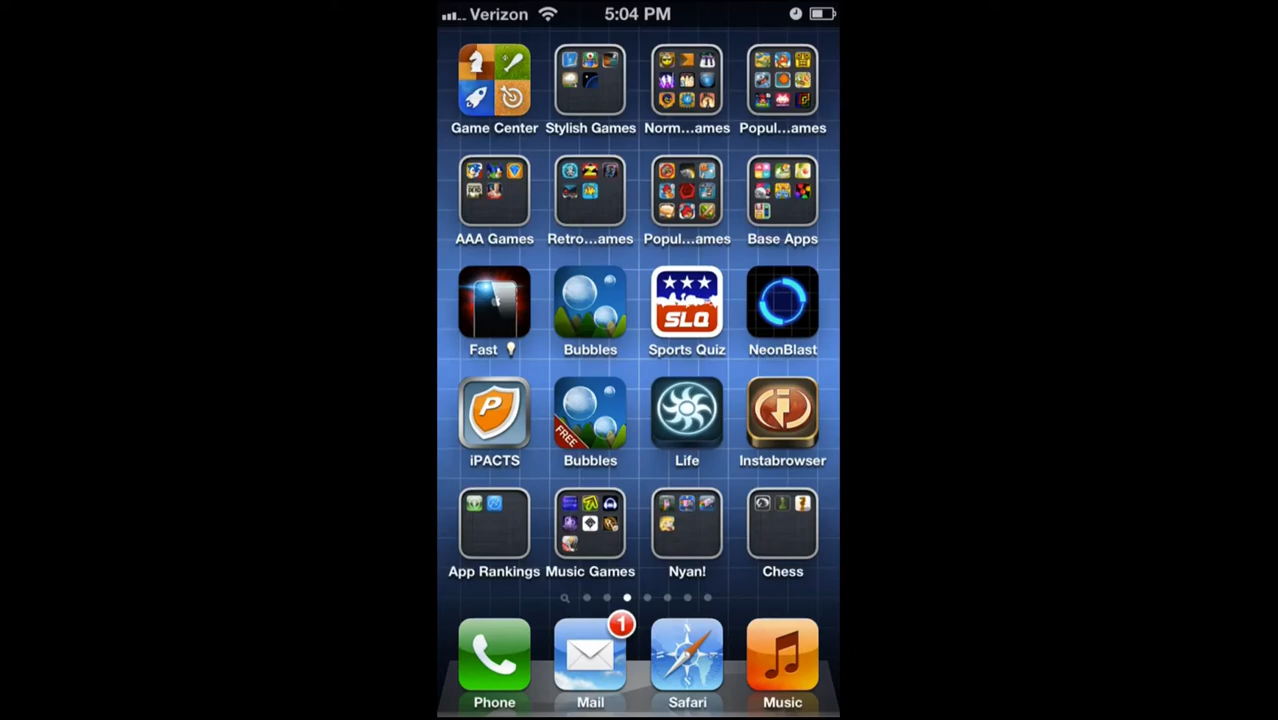 Verizon 5:04 PM
Game Center Stylish Games Norm...ames Popul...ames
AAA Games Retro...ames Popul...ames Base Apps
SLQ
Fast Bubbles Sports Quiz NeonBlast
P
FREE
iPACTS Bubbles Life Instabrowser
App Rankings Music Games Nyan! Chess
1
N
Phone Mail Safari Music